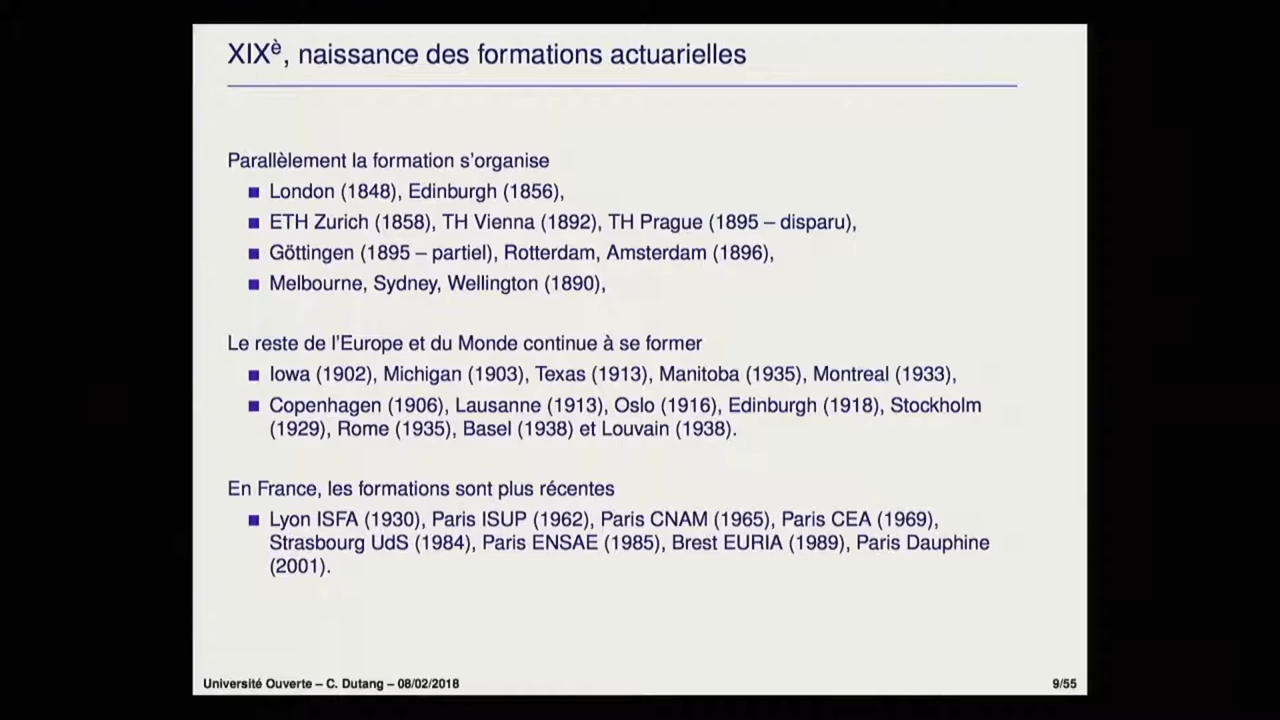 XIXè, naissance des formations actuarielles
Parallèlement la formation s'organise
London (1848), Edinburgh (1856),
ETH Zurich (1858), TH Vienna (1892), TH Prague (1895 – disparu),
Göttingen (1895 – partiel), Rotterdam, Amsterdam (1896),
Melbourne, Sydney, Wellington (1890),
Le reste de l'Europe et du Monde continue à se former
Iowa (1902), Michigan (1903), Texas (1913), Manitoba (1935), Montreal (1933),
Copenhagen (1906), Lausanne (1913), Oslo (1916), Edinburgh (1918), Stockholm
(1929), Rome (1935), Basel (1938) et Louvain (1938).
En France, les formations sont plus récentes
Lyon ISFA (1930), Paris ISUP (1962), Paris CNAM (1965), Paris CEA (1969),
Strasbourg UdS (1984), Paris ENSAE (1985), Brest EURIA (1989), Paris Dauphine
(2001).
Université Ouverte – C. Dutang – 08/02/2018
9/55